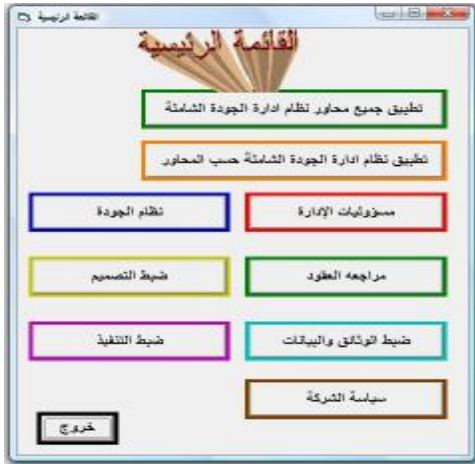 القائمة الرئيسية
القائمة الرئيسية
تطبيق جميع محاور نظام ادارة الجودة الشاملة
تطبيق نظام ادارة الجودة الشاملة حسب المحاور
مسؤوليات الإدارة
نظام الجودة
مراجعه العقود
ضبط التصميم
ضبط الوثائق والبيانات
ضبط التنفيذ
سياسة الشركة
خروج